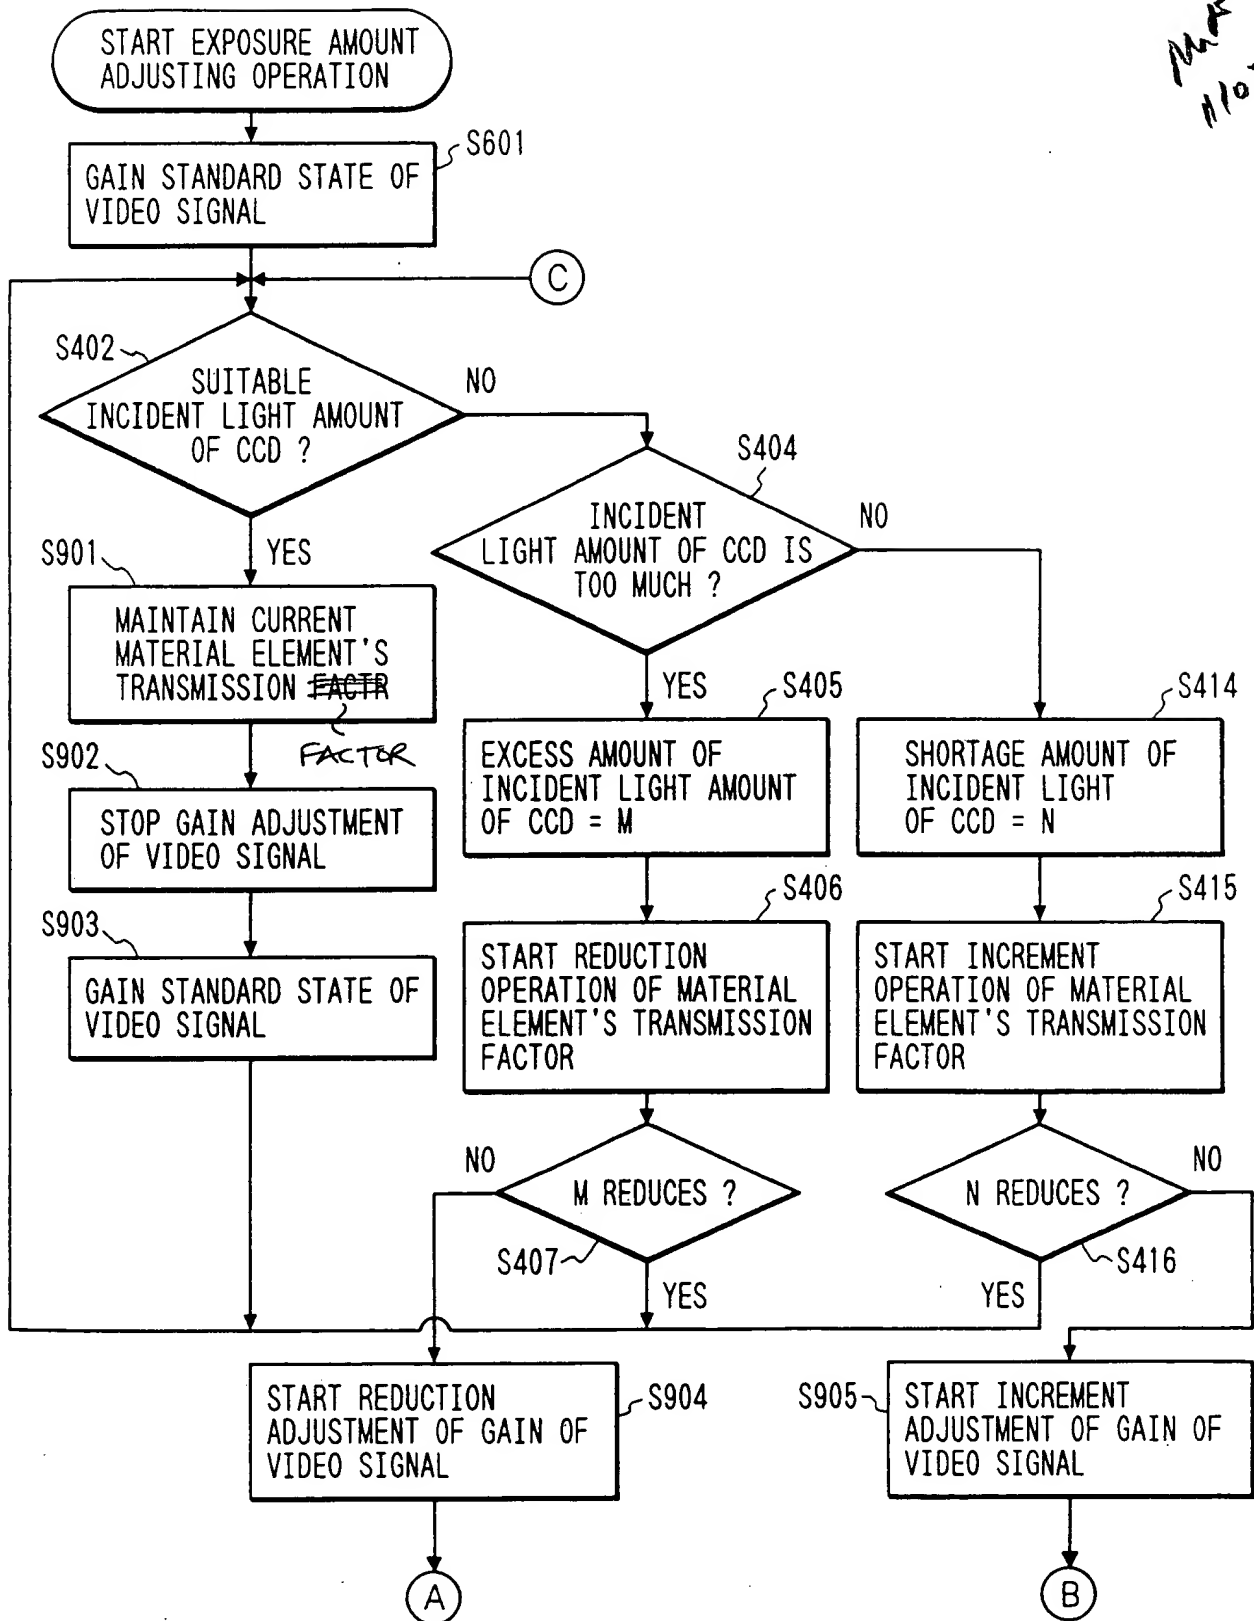 START EXPOSURE AMOUNT
ADJUSTING OPERATION
S601
GAIN STANDARD STATE OF
VIDEO SIGNAL
C
S402
SUITABLE
INCIDENT LIGHT AMOUNT
OF CCD ?
NO
YES
S404
INCIDENT
LIGHT AMOUNT OF CCD IS
TOO MUCH ?
NO
YES
S901
MAINTAIN CURRENT
MATERIAL ELEMENT'S
TRANSMISSION FACTR
FACTOR
S902
STOP GAIN ADJUSTMENT
OF VIDEO SIGNAL
S903
GAIN STANDARD STATE OF
VIDEO SIGNAL
S405
EXCESS AMOUNT OF
INCIDENT LIGHT AMOUNT
OF CCD = M
S406
START REDUCTION
OPERATION OF MATERIAL
ELEMENT'S TRANSMISSION
FACTOR
NO
M REDUCES ?
S407
YES
S414
SHORTAGE AMOUNT OF
INCIDENT LIGHT
OF CCD = N
S415
START INCREMENT
OPERATION OF MATERIAL
ELEMENT'S TRANSMISSION
FACTOR
NO
N REDUCES ?
S416
YES
START REDUCTION
ADJUSTMENT OF GAIN OF
VIDEO SIGNAL
S904
S905
START INCREMENT
ADJUSTMENT OF GAIN OF
VIDEO SIGNAL
A
B